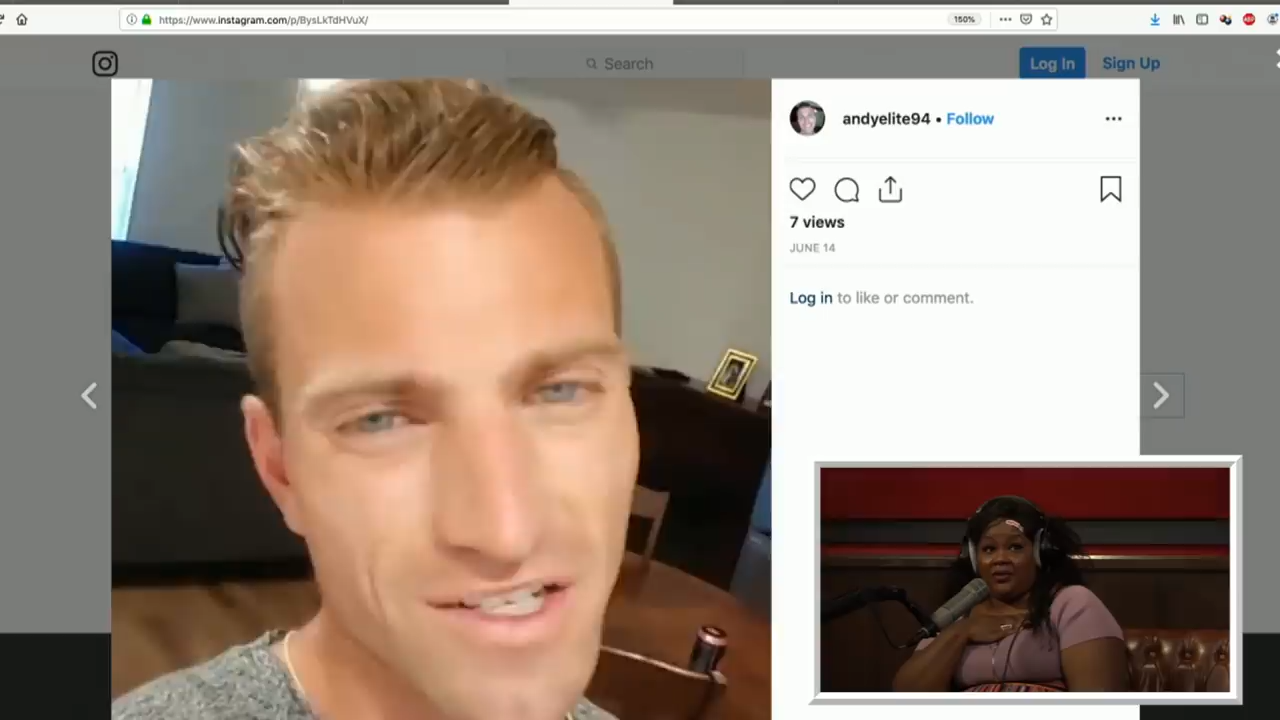 https://www.instagram.com/p/BysLkTdHVuX/
150%
Search
Log In
Sign Up
andyelite94 • Follow
7 views
JUNE 14
Log in to like or comment.